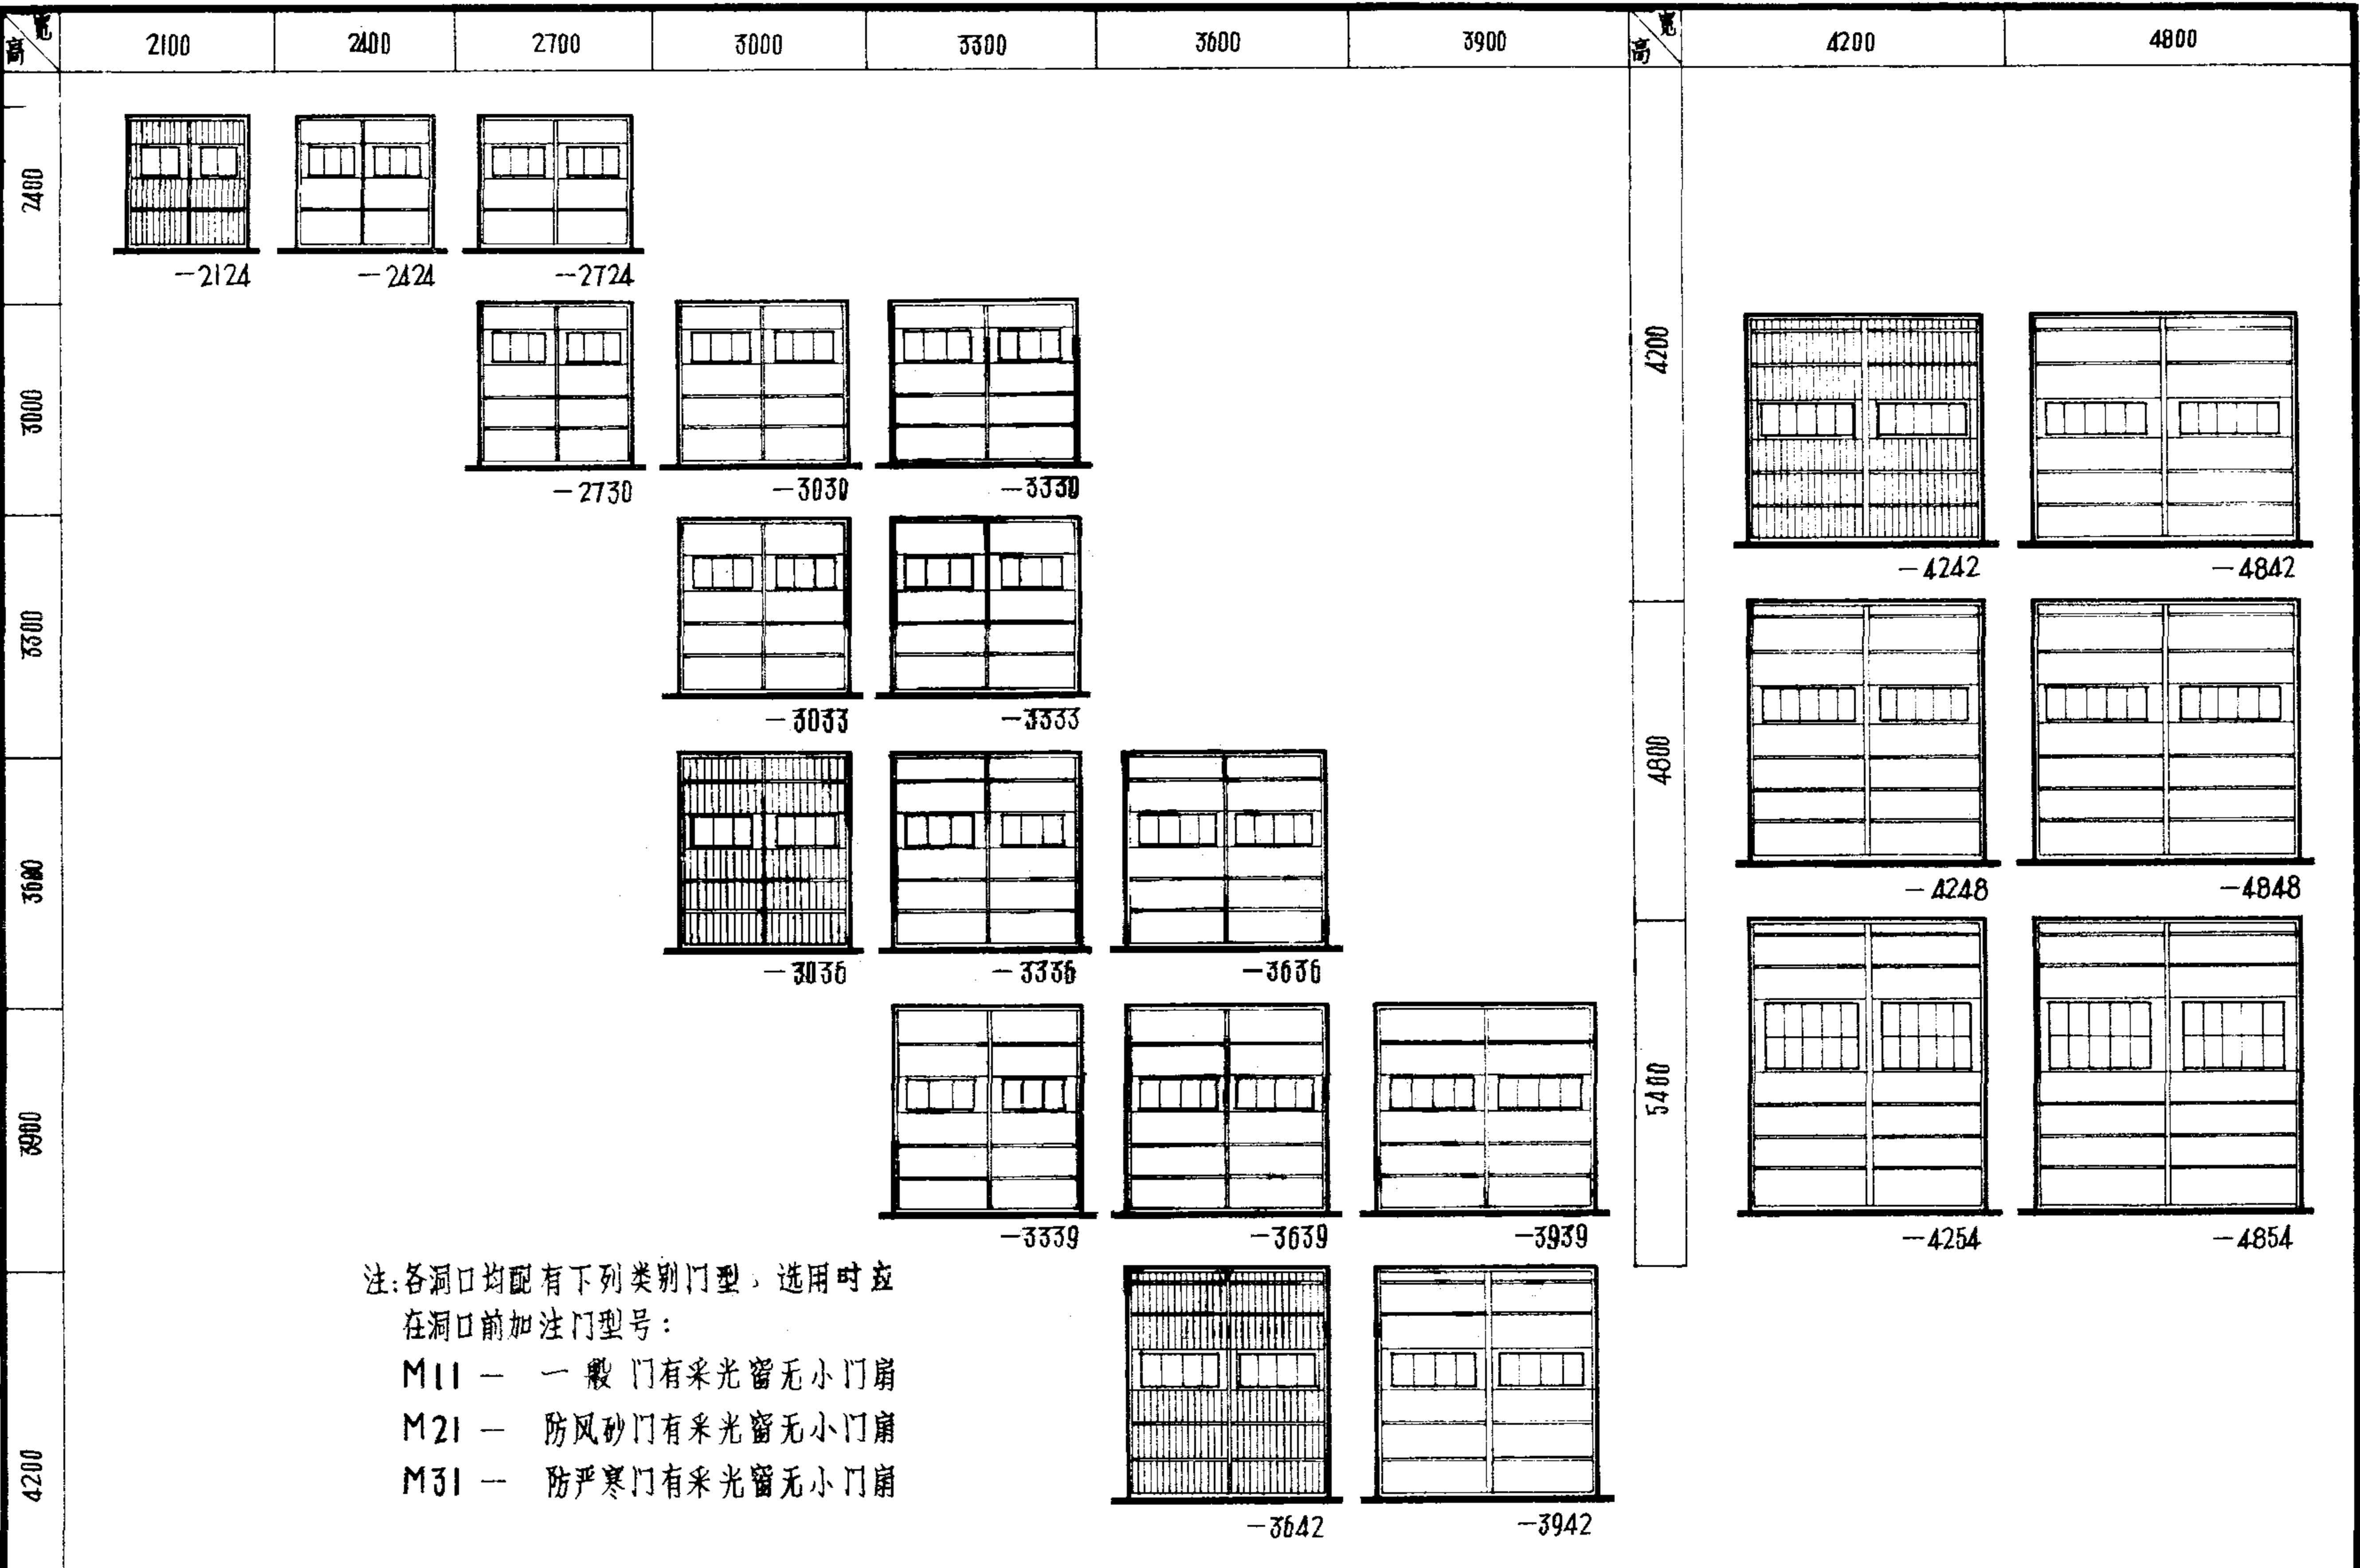 宽 高 2100 2400 2700 3000 3300 3600 3900 宽 高 4200 4800
2400
-2124 -2424 -2724
3000
-2730 -3030 -3330
4200
-4242 -4842
3300
-3033 -3333
4800
-4248 -4848
3600
-3036 -3336 -3636
5400
-4254 -4854
3900
-3339 -3639 -3939
4200
-3642 -3942
注:各洞口均配有下列类别门型。选用时应
在洞口前加注门型号:
M11 — 一般门有采光窗无小门扇
M21 — 防风砂门有采光窗无小门扇
M31 — 防严寒门有采光窗无小门扇